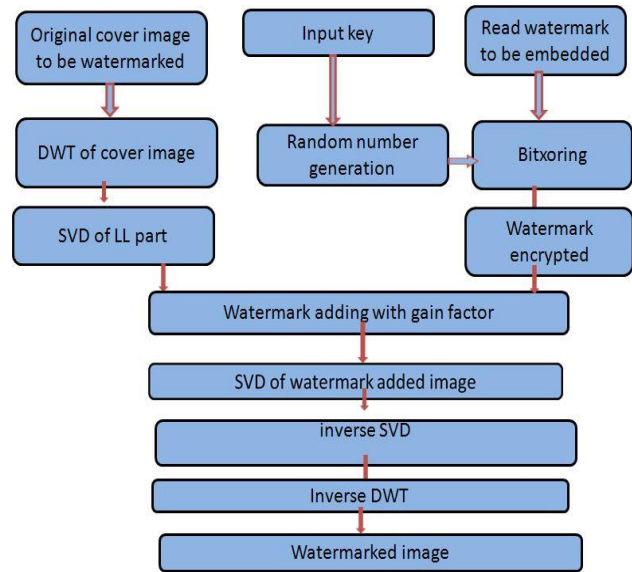 Original cover image
to be watermarked
Input key
Read watermark
to be embedded
DWT of cover image
Random number
generation
Bitxoring
SVD of LL part
Watermark
encrypted
Watermark adding with gain factor
SVD of watermark added image
inverse SVD
Inverse DWT
Watermarked image